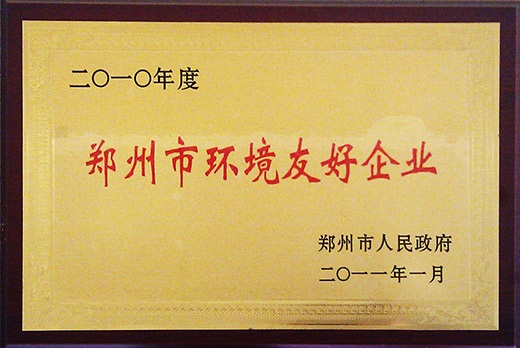 二〇一〇年度
郑州市环境友好企业
郑州市人民政府
二〇一一年一月